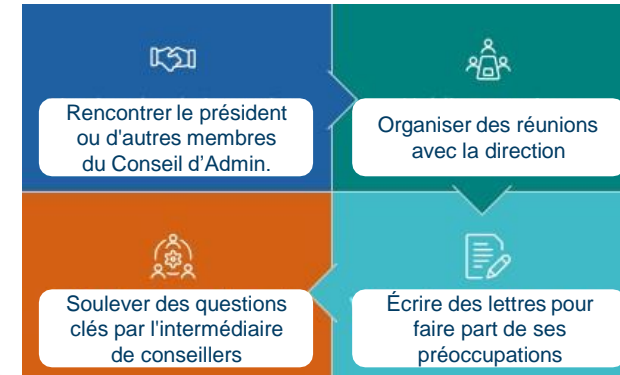 Rencontrer le président
ou d'autres membres
du Conseil d’Admin.
Organiser des réunions
avec la direction
Soulever des questions
clés par l'intermédiaire
de conseillers
Écrire des lettres pour
faire part de ses
préoccupations